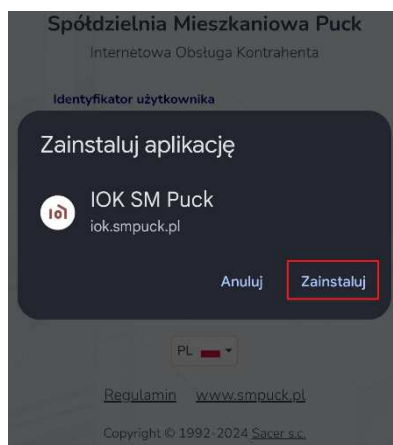 Spółdzielnia Mieszkaniowa Puck
Internetowa Obsługa Kontrahenta
Identyfikator użytkownika
Zainstaluj aplikację
IOK SM Puck
iok.smpuck.pl
Anuluj Zainstaluj
PL
Regulamin www.smpuck.pl
Copyright © 1992-2024 Sacer s.c.